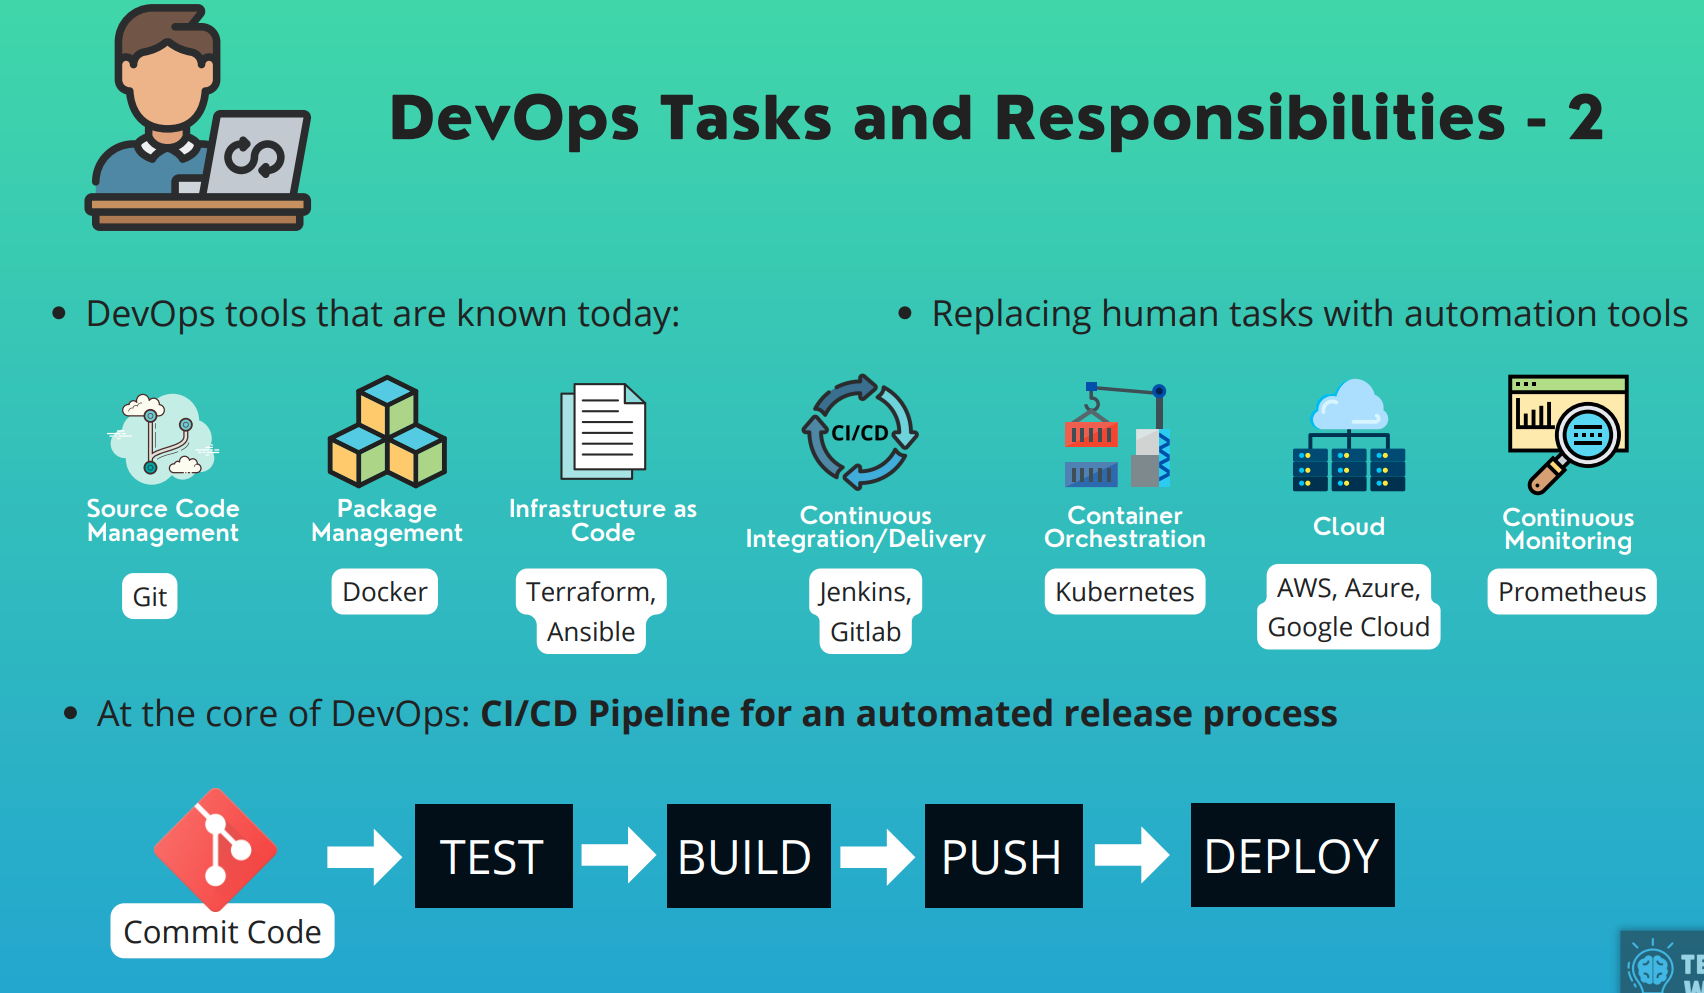 DevOps Tasks and Responsibilities - 2
• DevOps tools that are known today:
• Replacing human tasks with automation tools
CI/CD
Source Code
Management
Git
Package
Management
Docker
Infrastructure as
Code
Terraform,
Ansible
Continuous
Integration/Delivery
Jenkins,
Gitlab
Container
Orchestration
Kubernetes
Cloud
AWS, Azure,
Google Cloud
Continuous
Monitoring
Prometheus
• At the core of DevOps: CI/CD Pipeline for an automated release process
Commit Code
TEST
BUILD
PUSH
DEPLOY